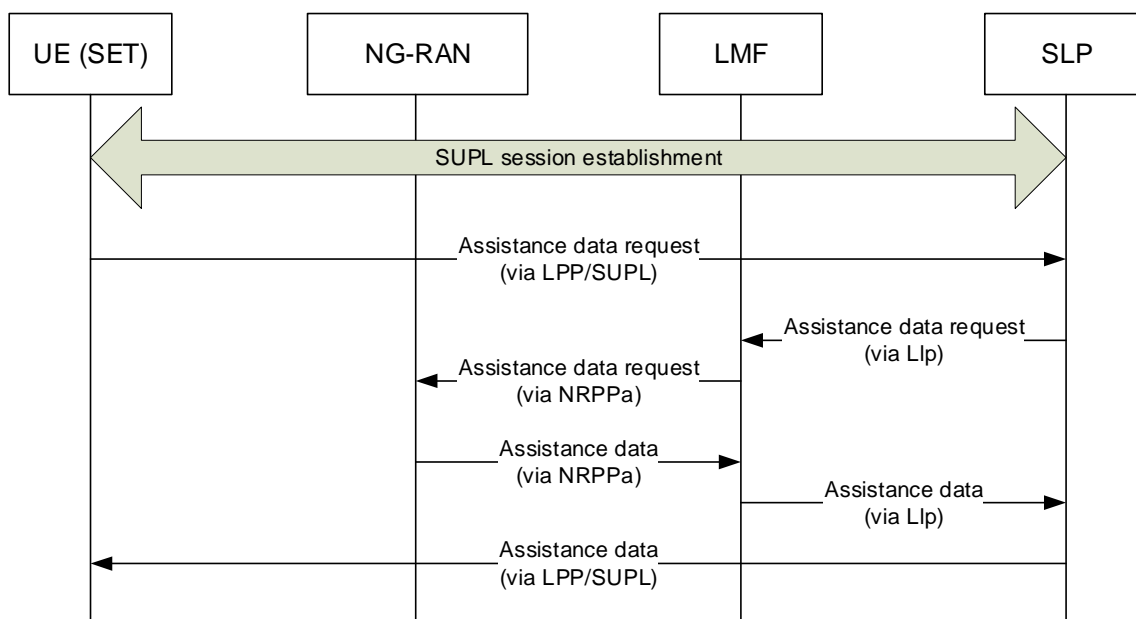 UE (SET)
NG-RAN
LMF
SLP
SUPL session establishment
Assistance data request
(via LPP/SUPL)
Assistance data request
(via Llp)
Assistance data request
(via NRPPa)
Assistance data
(via NRPPa)
Assistance data
(via Llp)
Assistance data
(via LPP/SUPL)